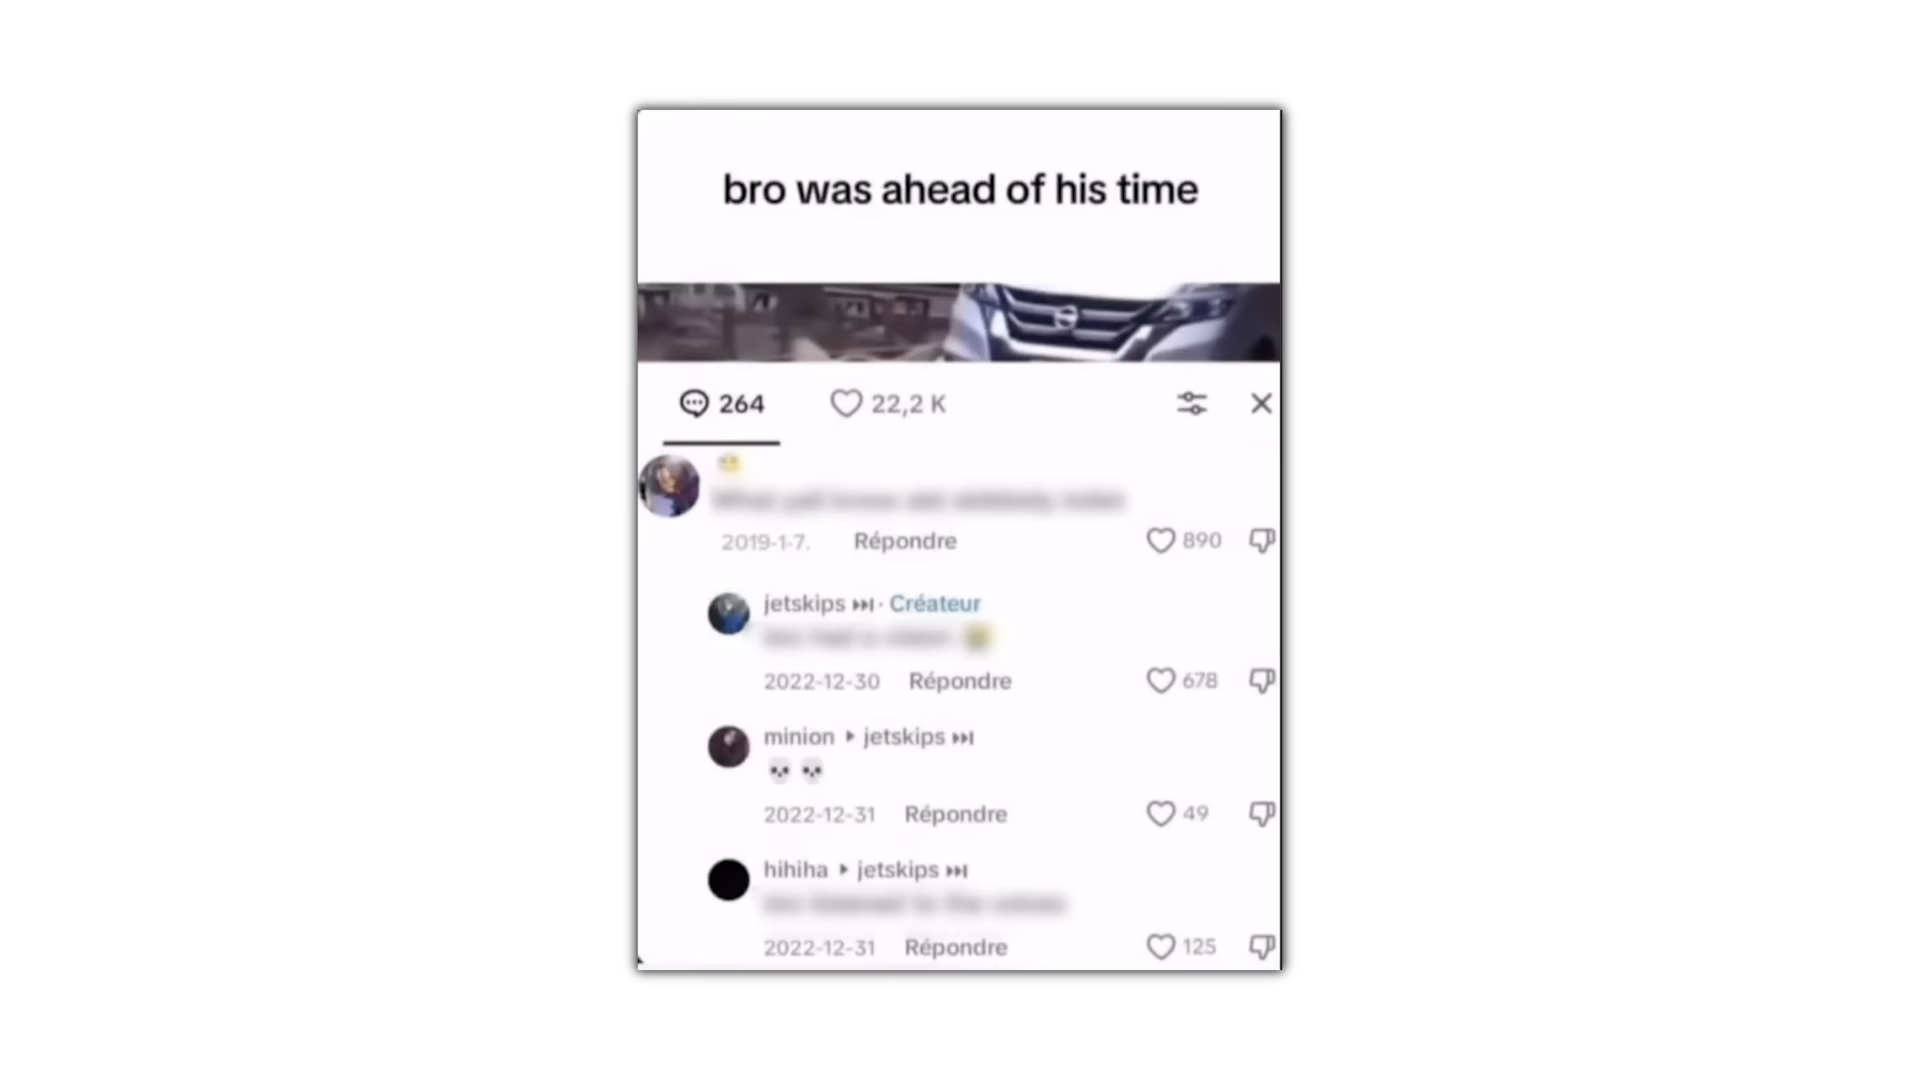 bro was ahead of his time
264
22,2 K
2019-1-7. Répondre 890
jetskips · Créateur
2022-12-30 Répondre 678
minion jetskips
2022-12-31 Répondre 49
hihiha jetskips
2022-12-31 Répondre 125